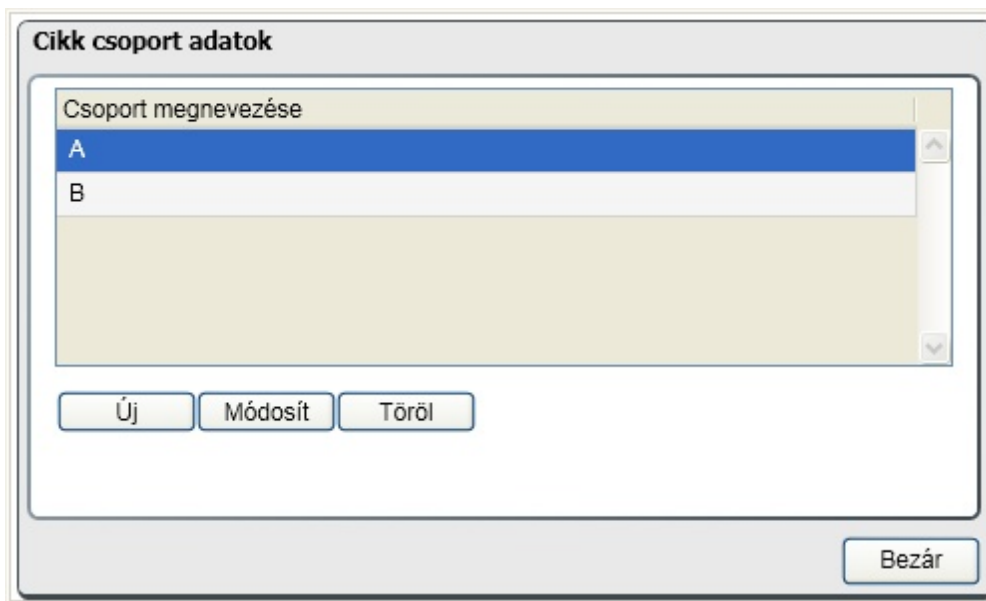 Cikk csoport adatok
Csoport megnevezése
A
B
Új Módosít Töröl
Bezár